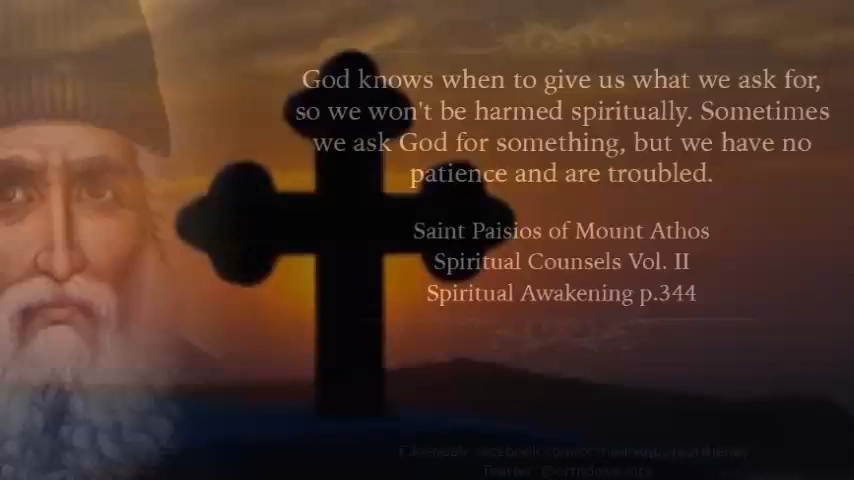 God knows when to give us what we ask for,
so we won't be harmed spiritually. Sometimes
we ask God for something, but we have no
patience and are troubled.
Saint Paisios of Mount Athos
Spiritual Counsels Vol. II
Spiritual Awakening p.344